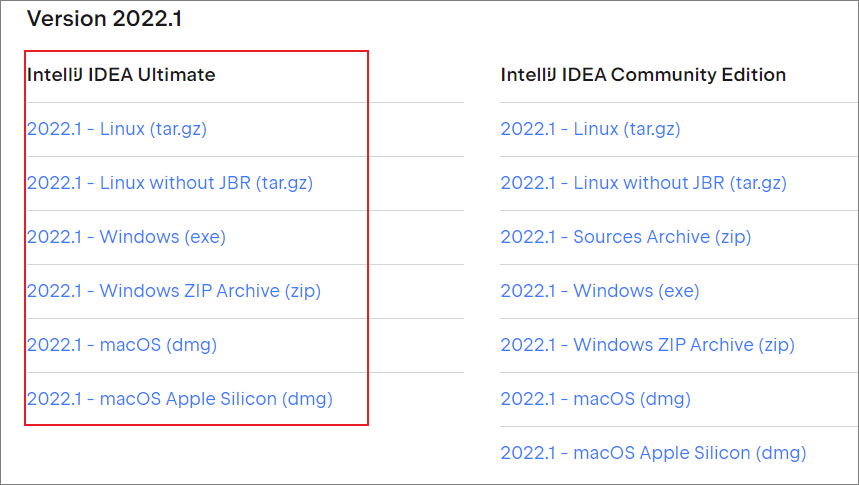 Version 2022.1
IntelliJ IDEA Ultimate
2022.1 - Linux (tar.gz)
2022.1 - Linux without JBR (tar.gz)
2022.1 - Windows (exe)
2022.1 - Windows ZIP Archive (zip)
2022.1 - macOS (dmg)
2022.1 - macOS Apple Silicon (dmg)
IntelliJ IDEA Community Edition
2022.1 - Linux (tar.gz)
2022.1 - Linux without JBR (tar.gz)
2022.1 - Sources Archive (zip)
2022.1 - Windows (exe)
2022.1 - Windows ZIP Archive (zip)
2022.1 - macOS (dmg)
2022.1 - macOS Apple Silicon (dmg)